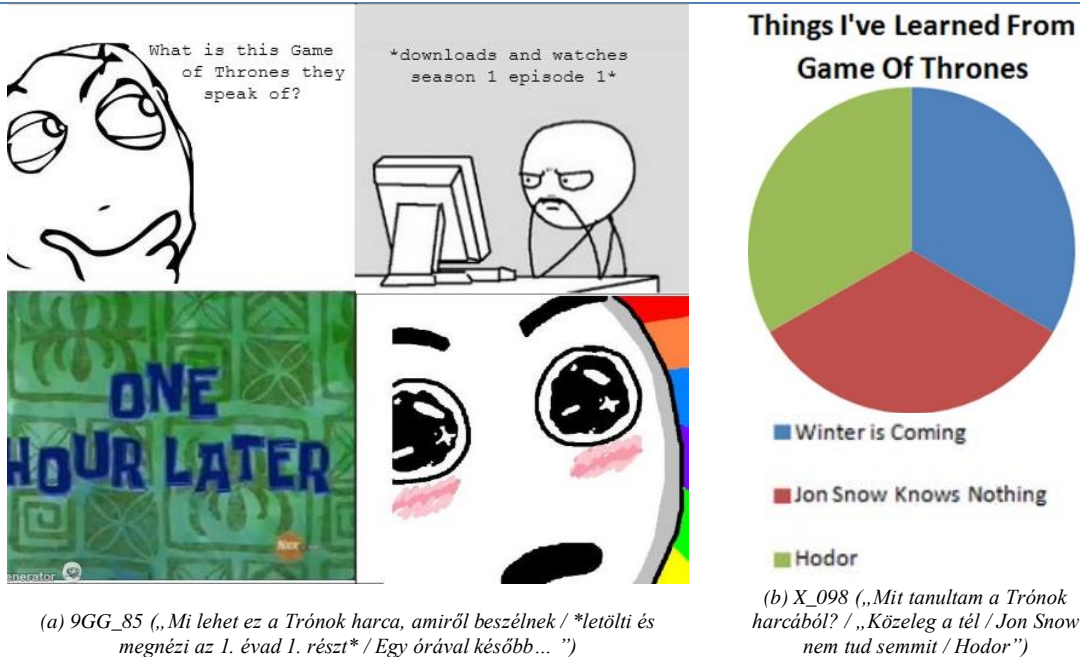 What is this Game
of Thrones they
speak of?
*downloads and watches
season 1 episode 1*
ONE
HOUR LATER
Nick
enerator
(a) 9GG_85 („Mi lehet ez a Trónok harca, amiről beszélnek / *letölti és
megnézi az 1. évad 1. részt* / Egy órával később… ”)
Things I've Learned From
Game Of Thrones
Winter is Coming
Jon Snow Knows Nothing
Hodor
(b) X_098 („Mit tanultam a Trónok
harcából? / „Közeleg a tél / Jon Snow
nem tud semmit / Hodor”)